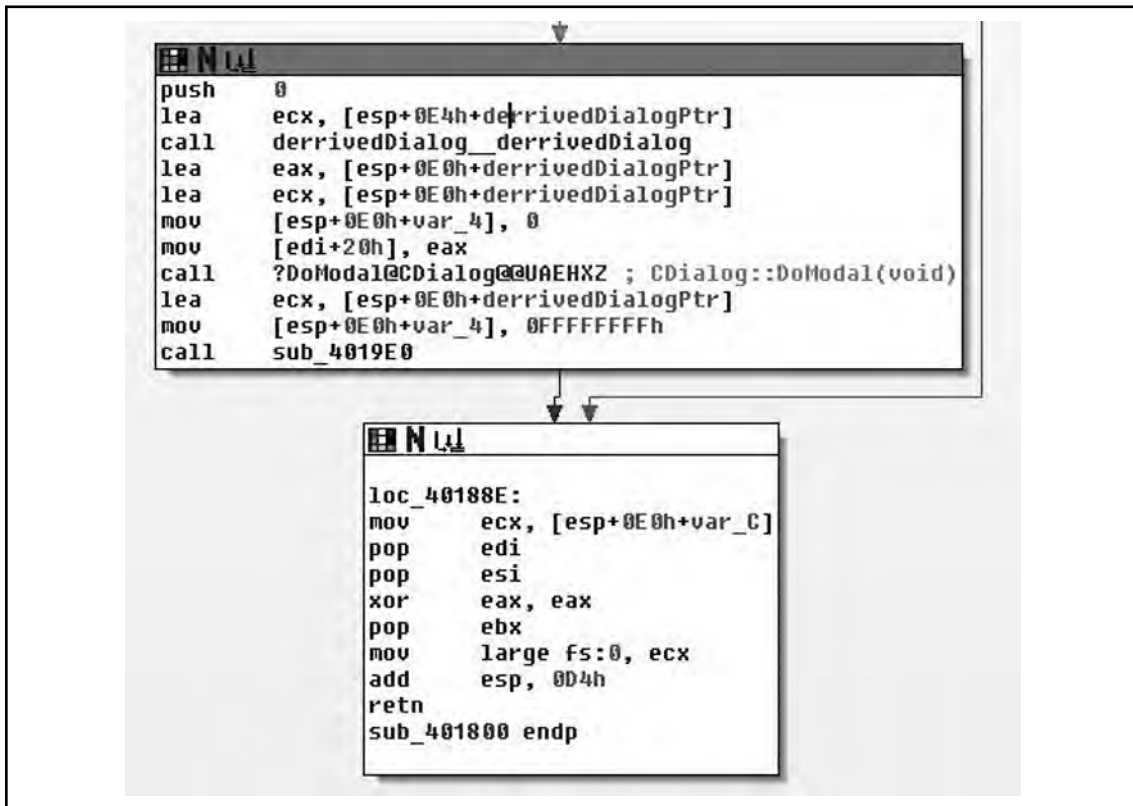 push 0
lea ecx, [esp+0E4h+derrivedDialogPtr]
call derrivedDialog__derrivedDialog
lea eax, [esp+0E0h+derrivedDialogPtr]
lea ecx, [esp+0E0h+derrivedDialogPtr]
mov [esp+0E0h+var_4], 0
mov [edi+20h], eax
call ?DoModal@CDialog@@UAEHXZ ; CDialog::DoModal(void)
lea ecx, [esp+0E0h+derrivedDialogPtr]
mov [esp+0E0h+var_4], 0FFFFFFFFh
call sub_4019E0
loc_40188E:
mov ecx, [esp+0E0h+var_C]
pop edi
pop esi
xor eax, eax
pop ebx
mov large fs:0, ecx
add esp, 0D4h
retn
sub_401800 endp